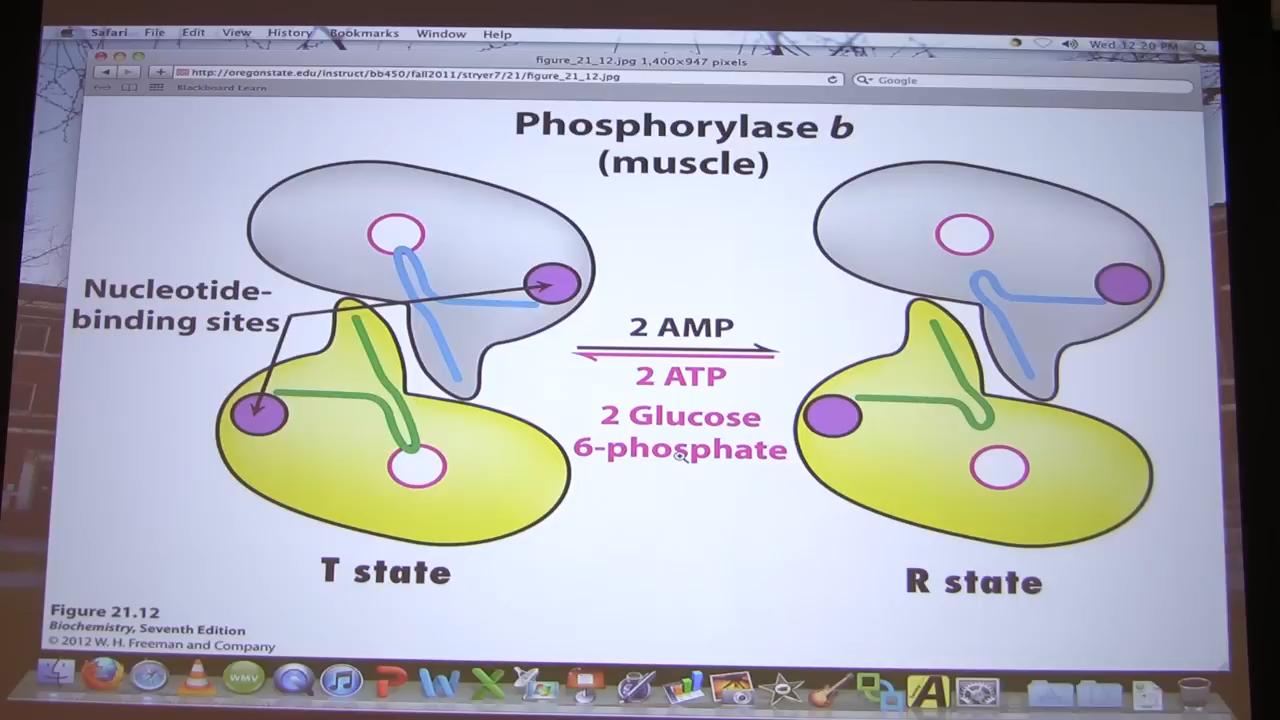 Safari File Edit View History Bookmarks Window Help
Wed 12:20 PM
figure_21_12.jpg 1,400×947 pixels
http://oregonstate.edu/instruct/bb450/fall2011/stryer7/21/figure_21_12.jpg
Google
Blackboard Learn
Phosphorylase b
(muscle)
Nucleotide-
binding sites
2 AMP
2 ATP
2 Glucose
6-phosphate
T state
R state
Figure 21.12
Biochemistry, Seventh Edition
© 2012 W. H. Freeman and Company
WMV